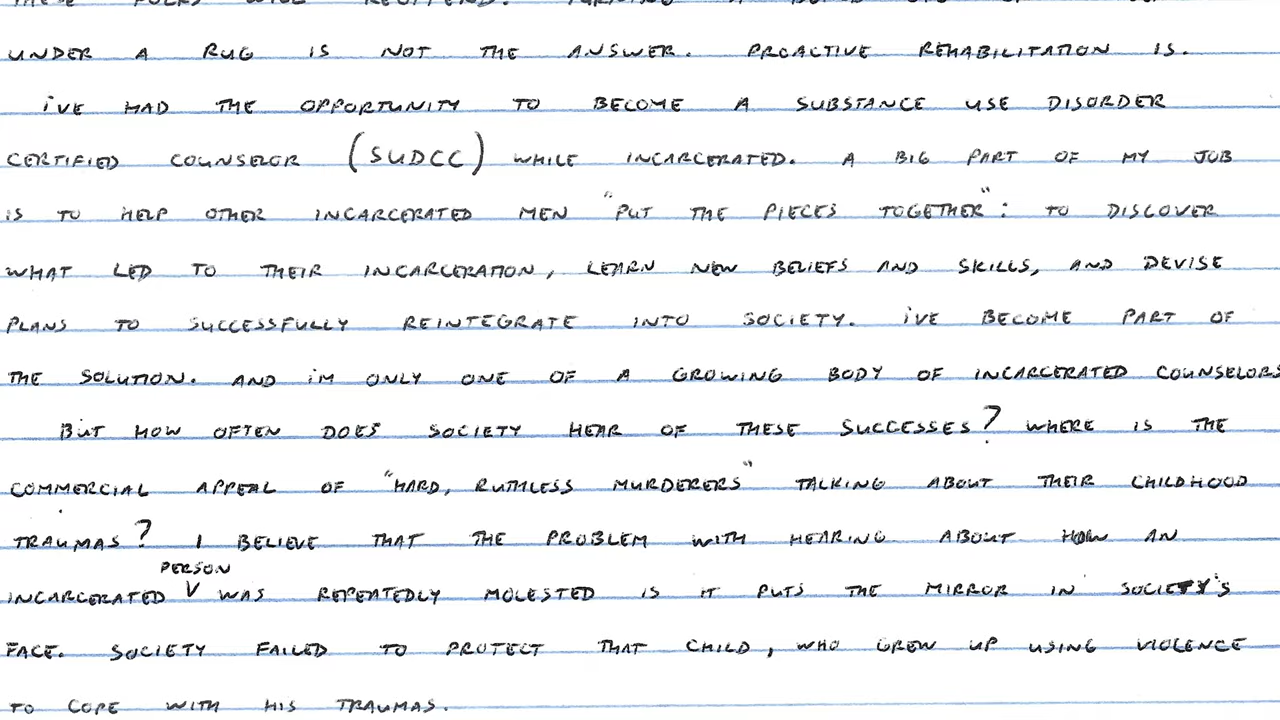 THESE FOLKS WILL REOFFEND.
UNDER A RUG IS NOT THE ANSWER. PROACTIVE REHABILITATION IS.
I'VE HAD THE OPPORTUNITY TO BECOME A SUBSTANCE USE DISORDER
CERTIFIED COUNSELOR (SUDCC) WHILE INCARCERATED. A BIG PART OF MY JOB
IS TO HELP OTHER INCARCERATED MEN "PUT THE PIECES TOGETHER": TO DISCOVER
WHAT LED TO THEIR INCARCERATION, LEARN NEW BELIEFS AND SKILLS, AND DEVISE
PLANS TO SUCCESSFULLY REINTEGRATE INTO SOCIETY. I'VE BECOME PART OF
THE SOLUTION. AND I'M ONLY ONE OF A GROWING BODY OF INCARCERATED COUNSELORS
BUT HOW OFTEN DOES SOCIETY HEAR OF THESE SUCCESSES? WHERE IS THE
COMMERCIAL APPEAL OF "HARD, RUTHLESS MURDERERS" TALKING ABOUT THEIR CHILDHOOD
TRAUMAS? I BELIEVE THAT THE PROBLEM WITH HEARING ABOUT HOW AN
INCARCERATED PERSON WAS REPEATEDLY MOLESTED IS IT PUTS THE MIRROR IN SOCIETY'S
FACE. SOCIETY FAILED TO PROTECT THAT CHILD, WHO GREW UP USING VIOLENCE
TO COPE WITH HIS TRAUMAS.